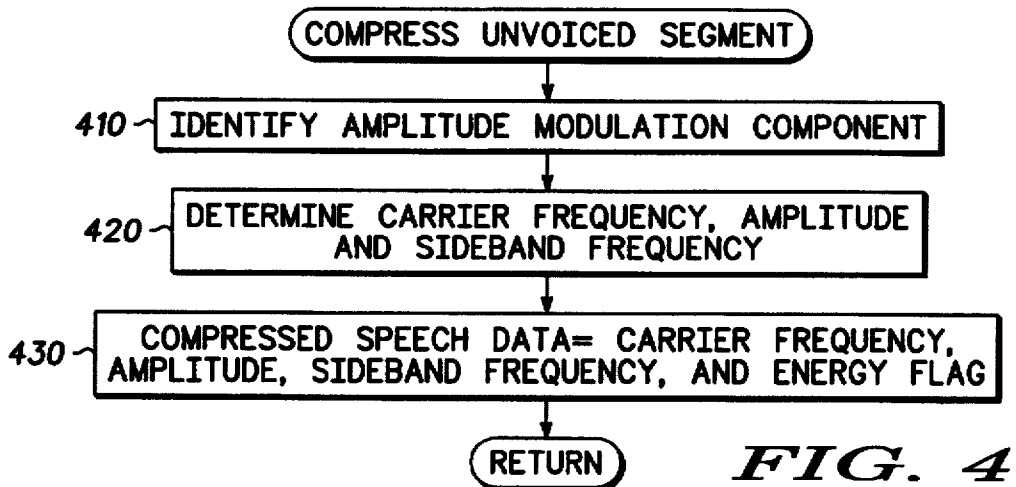 COMPRESS UNVOICED SEGMENT
410
IDENTIFY AMPLITUDE MODULATION COMPONENT
420
DETERMINE CARRIER FREQUENCY, AMPLITUDE
AND SIDEBAND FREQUENCY
430
COMPRESSED SPEECH DATA= CARRIER FREQUENCY,
AMPLITUDE, SIDEBAND FREQUENCY, AND ENERGY FLAG
RETURN
FIG. 4